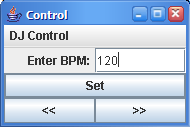 Control
DJ Control
Enter BPM: 120
Set
<< >>